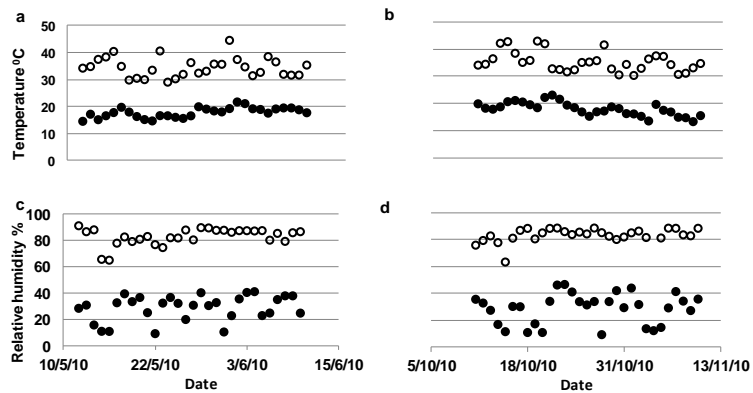 a
b
50
40
30
20
10
0
Temperature ⁰C
c
d
100
80
60
40
20
0
Relative humidity %
10/5/10 22/5/10 3/6/10 15/6/10
5/10/10 18/10/10 31/10/10 13/11/10
Date
Date